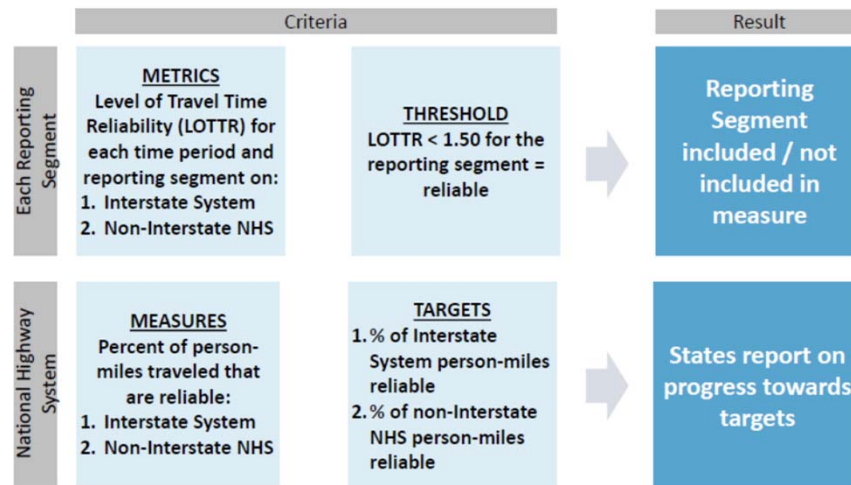 Criteria
Result
Each Reporting
Segment
METRICS
Level of Travel Time
Reliability (LOTTR) for
each time period and
reporting segment on:
1. Interstate System
2. Non-Interstate NHS
THRESHOLD
LOTTR < 1.50 for the
reporting segment =
reliable
Reporting
Segment
included / not
included in
measure
National Highway
System
MEASURES
Percent of person-
miles traveled that
are reliable:
1. Interstate System
2. Non-Interstate NHS
TARGETS
1. % of Interstate
System person-miles
reliable
2. % of non-Interstate
NHS person-miles
reliable
States report on
progress towards
targets